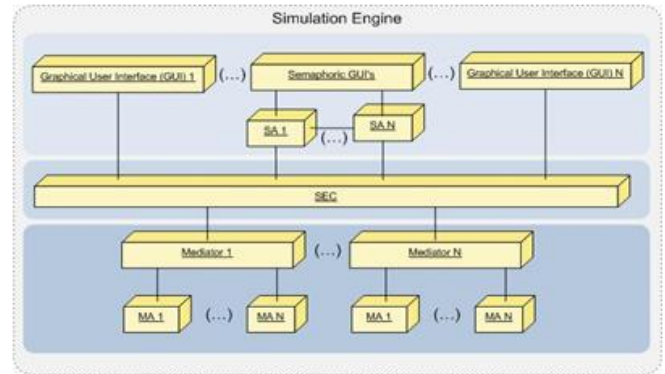 Simulation Engine
Graphical User Interface (GUI) 1 (...) Semaphoric GUI's (...) Graphical User Interface (GUI) N
SA 1 (...) SA N
SEC
Mediator 1 (...) Mediator N
MA 1 (...) MA N MA 1 (...) MA N